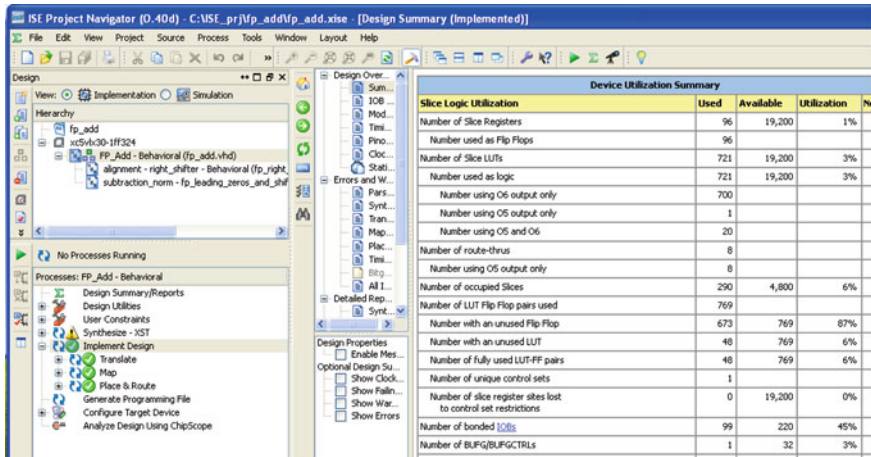 ISE Project Navigator (O.40d) - C:\ISE_prj\fp_add\fp_add.xise - [Design Summary (Implemented)]
File Edit View Project Source Process Tools Window Layout Help
Design
View: Implementation Simulation
Hierarchy
fp_add
xc5vlx30-1ff324
FP_Add - Behavioral (fp_add.vhd)
alignment - right_shifter - Behavioral (fp_right_
subtraction_norm - fp_leading_zeros_and_shif
No Processes Running
Processes: FP_Add - Behavioral
Design Summary/Reports
Design Utilities
User Constraints
Synthesize - XST
Implement Design
Translate
Map
Place & Route
Generate Programming File
Configure Target Device
Analyze Design Using ChipScope
Design Over...
Sum...
IOB ...
Mod...
Timi...
Pino...
Cloc...
Stati...
Errors and W...
Pars...
Synt...
Tran...
Map...
Plac...
Timi...
Bitg...
All I...
Detailed Rep...
Synt...
Design Properties
Enable Mes...
Optional Design Su...
Show Clock...
Show Failin...
Show War...
Show Errors
Device Utilization Summary
Slice Logic Utilization Used Available Utilization N
Number of Slice Registers 96 19,200 1%
Number used as Flip Flops 96
Number of Slice LUTs 721 19,200 3%
Number used as logic 721 19,200 3%
Number using O6 output only 700
Number using O5 output only 1
Number using O5 and O6 20
Number of route-thrus 8
Number using O5 output only 8
Number of occupied Slices 290 4,800 6%
Number of LUT Flip Flop pairs used 769
Number with an unused Flip Flop 673 769 87%
Number with an unused LUT 48 769 6%
Number of fully used LUT-FF pairs 48 769 6%
Number of unique control sets 1
Number of slice register sites lost
to control set restrictions 0 19,200 0%
Number of bonded IOBs 99 220 45%
Number of BUFG/BUFGCTRLs 1 32 3%